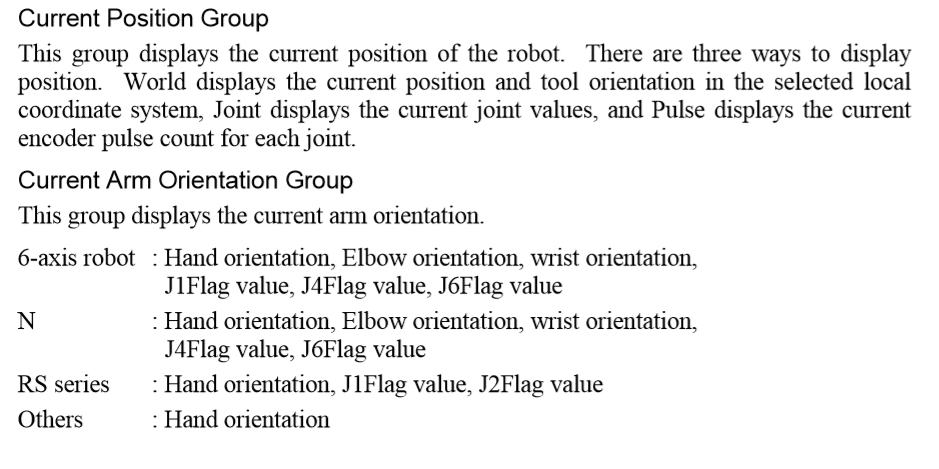 Current Position Group
This group displays the current position of the robot. There are three ways to display
position. World displays the current position and tool orientation in the selected local
coordinate system, Joint displays the current joint values, and Pulse displays the current
encoder pulse count for each joint.
Current Arm Orientation Group
This group displays the current arm orientation.
6-axis robot : Hand orientation, Elbow orientation, wrist orientation,
J1Flag value, J4Flag value, J6Flag value
N : Hand orientation, Elbow orientation, wrist orientation,
J4Flag value, J6Flag value
RS series : Hand orientation, J1Flag value, J2Flag value
Others : Hand orientation